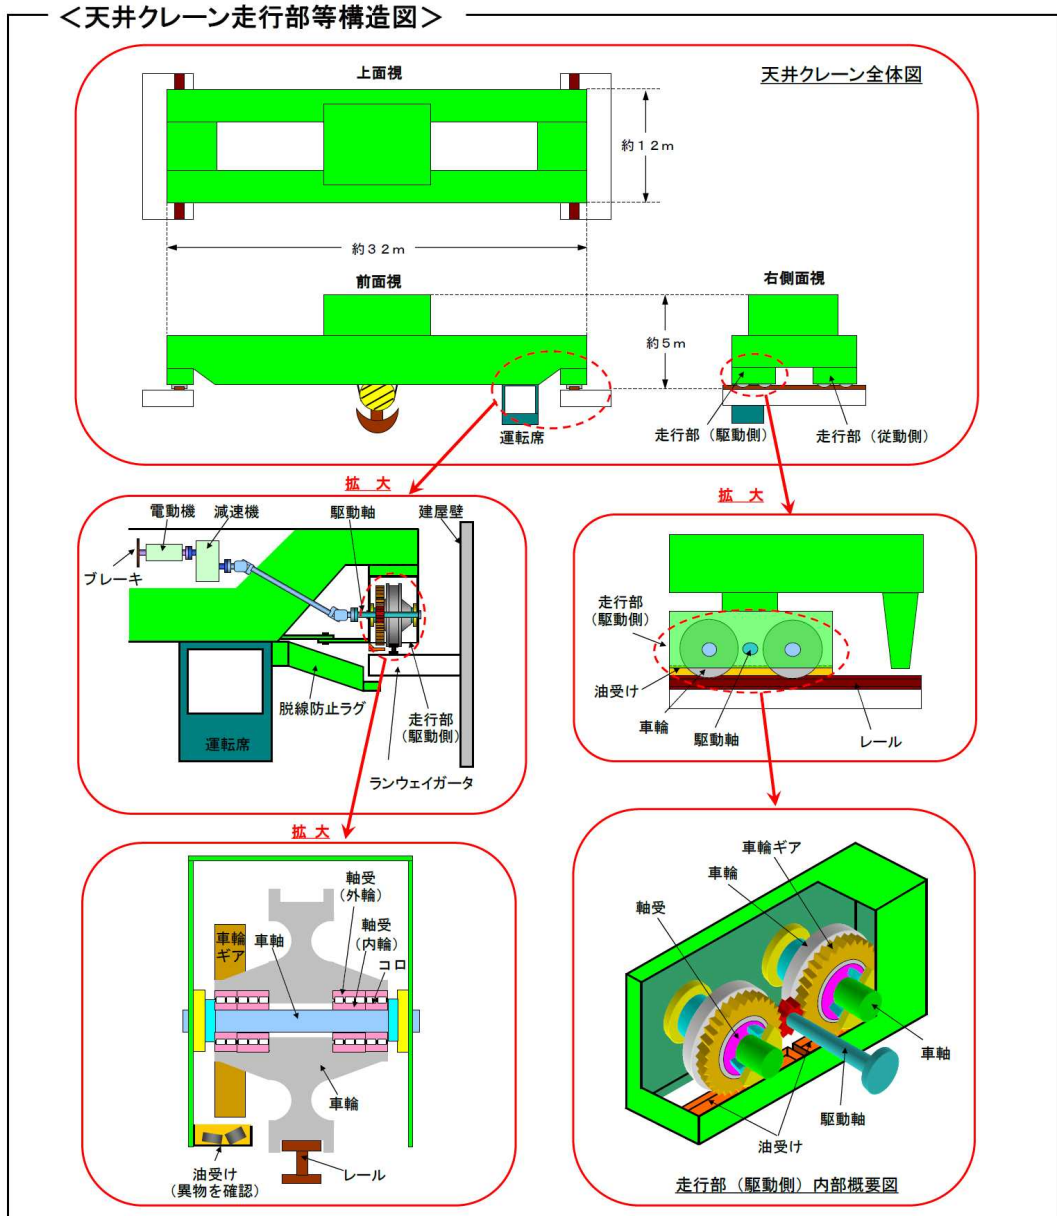 ＜天井クレーン走行部等構造図＞
上面視
天井クレーン全体図
約１２ｍ
約３２ｍ
前面視
右側面視
約５ｍ
運転席
走行部（駆動側）
走行部（従動側）
拡　大
拡　大
電動機
減速機
駆動軸
建屋壁
ブレーキ
脱線防止ラグ
走行部
（駆動側）
運転席
ランウェイガータ
走行部
（駆動側）
油受け
車輪
駆動軸
レール
拡　大
軸受
（外輪）
軸受
（内輪）
コロ
車輪
ギア
車軸
車輪
油受け
（異物を確認）
レール
車輪ギア
車輪
軸受
車軸
駆動軸
油受け
走行部（駆動側）内部概要図